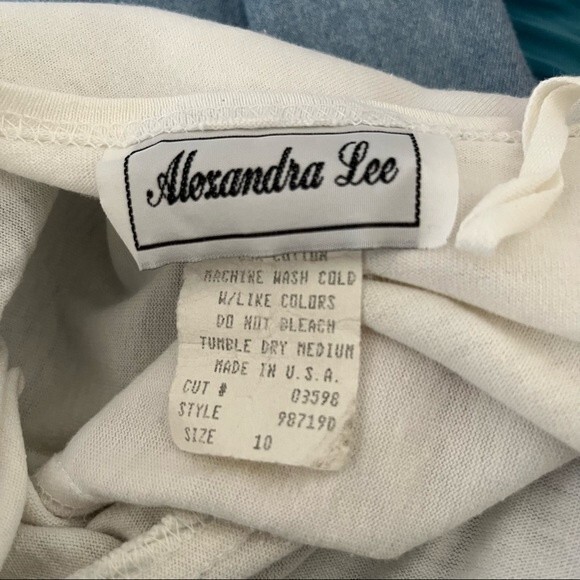 Alexandra Lee
COTTON
MACHINE WASH COLD
W/LIKE COLORS
DO NOT BLEACH
TUMBLE DRY MEDIUM
MADE IN U.S.A.
CUT # 03598
STYLE 987190
SIZE 10